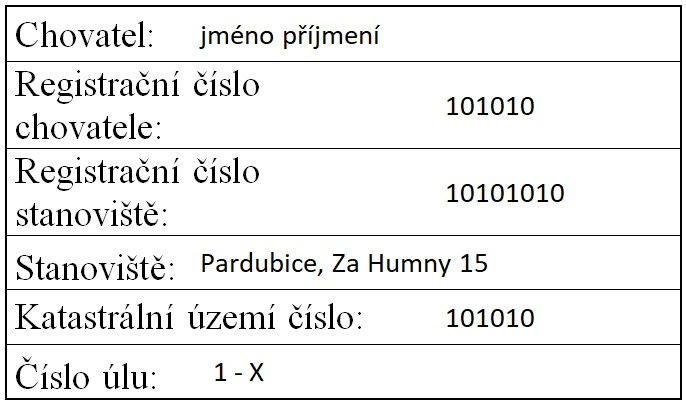 Chovatel: jméno příjmení
Registrační číslo
chovatele: 101010
Registrační číslo
stanoviště: 10101010
Stanoviště: Pardubice, Za Humny 15
Katastrální území číslo: 101010
Číslo úlu: 1 - X